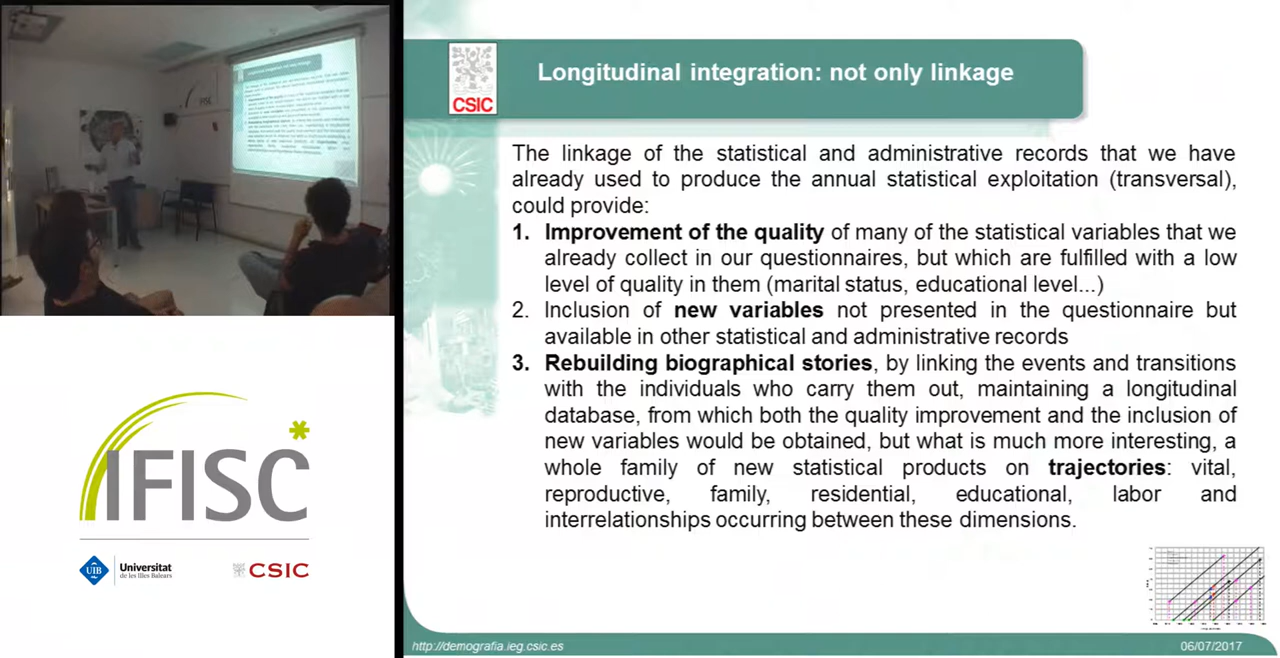 Longitudinal integration: not only linkage
CSIC
The linkage of the statistical and administrative records that we have
already used to produce the annual statistical exploitation (transversal),
could provide:
1. Improvement of the quality of many of the statistical variables that we
already collect in our questionnaires, but which are fulfilled with a low
level of quality in them (marital status, educational level...)
2. Inclusion of new variables not presented in the questionnaire but
available in other statistical and administrative records
3. Rebuilding biographical stories, by linking the events and transitions
with the individuals who carry them out, maintaining a longitudinal
database, from which both the quality improvement and the inclusion of
new variables would be obtained, but what is much more interesting, a
whole family of new statistical products on trajectories: vital,
reproductive, family, residential, educational, labor and
interrelationships occurring between these dimensions.
http://demografia.ieg.csic.es
06/07/2017
IFISC
UIB
Universitat
de les Illes Balears
CSIC